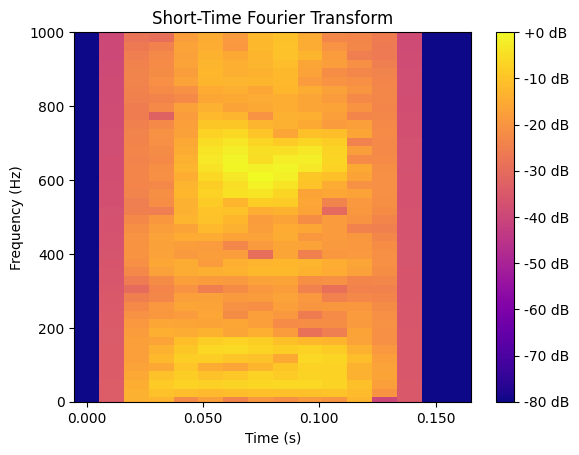 Short-Time Fourier Transform
1000
800
600
400
200
0
Frequency (Hz)
0.000
0.050
0.100
0.150
Time (s)
+0 dB
-10 dB
-20 dB
-30 dB
-40 dB
-50 dB
-60 dB
-70 dB
-80 dB